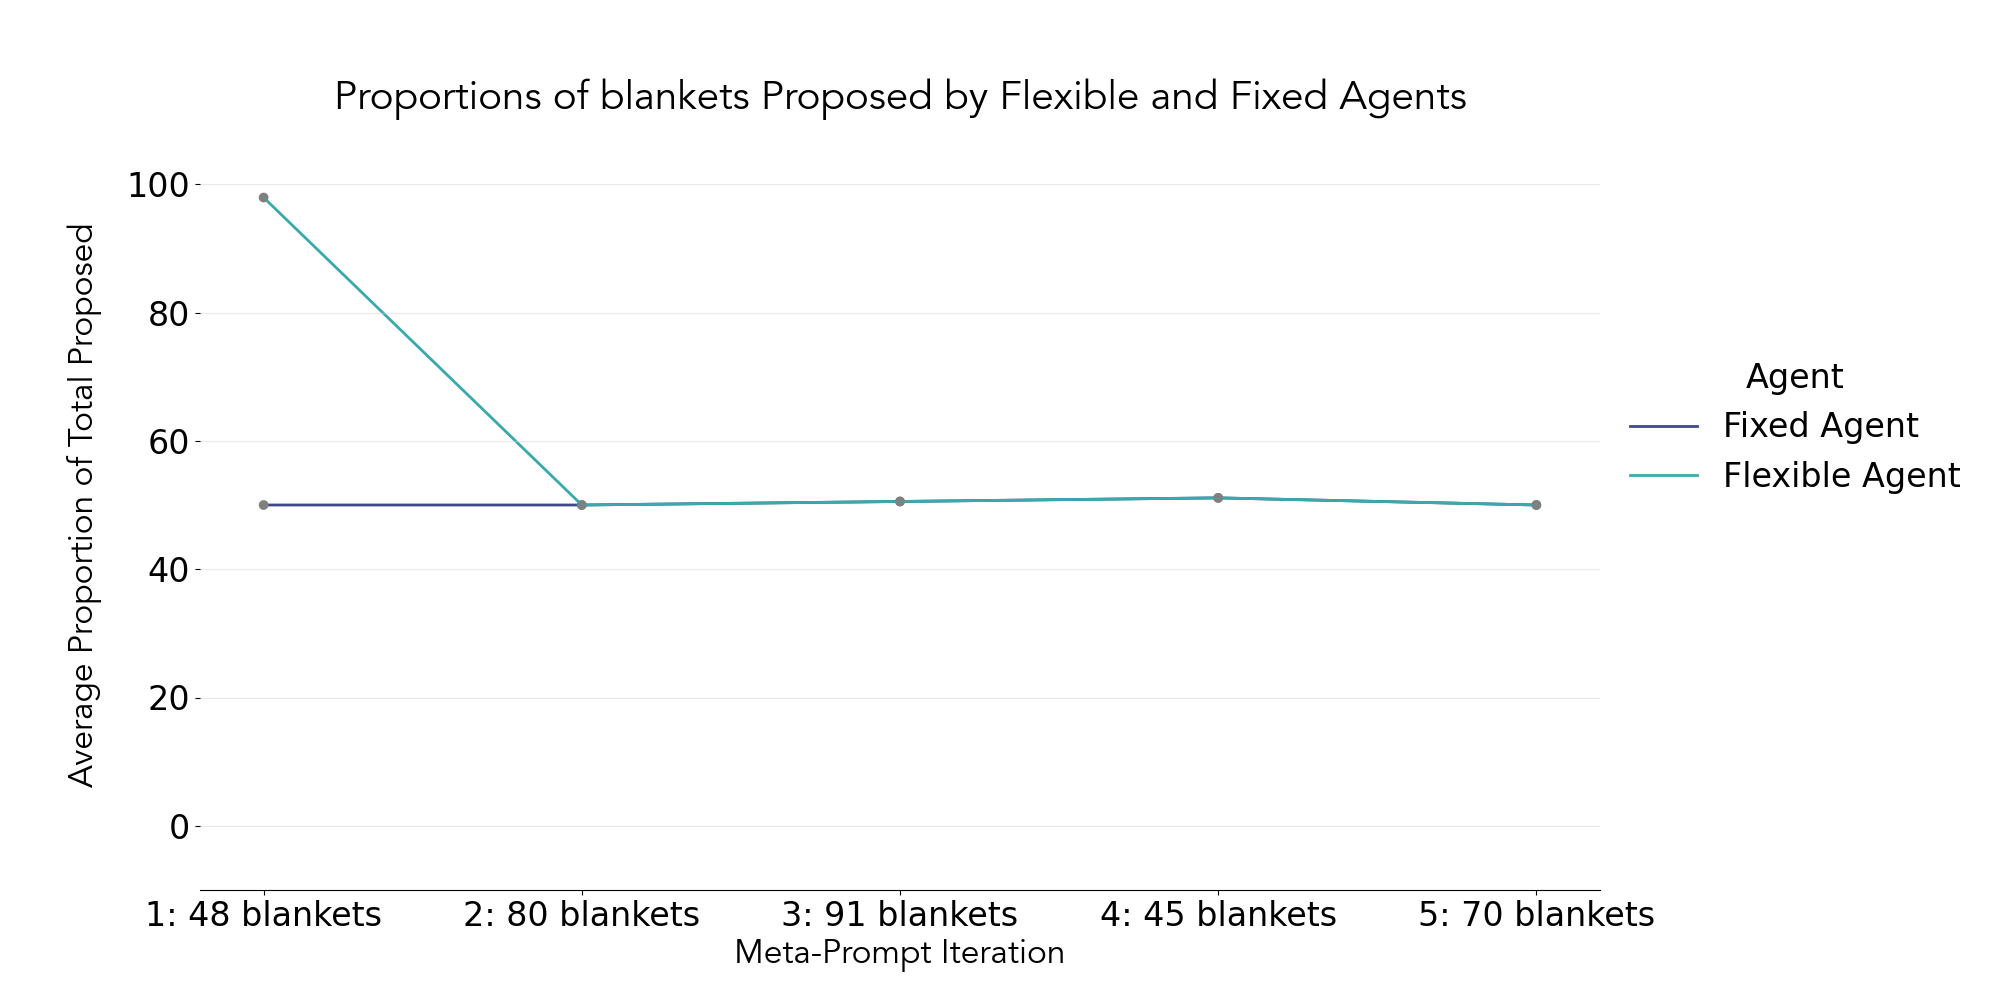 Proportions of blankets Proposed by Flexible and Fixed Agents
Average Proportion of Total Proposed
100
80
60
40
20
0
1: 48 blankets
2: 80 blankets
3: 91 blankets
4: 45 blankets
5: 70 blankets
Meta-Prompt Iteration
Agent
Fixed Agent
Flexible Agent